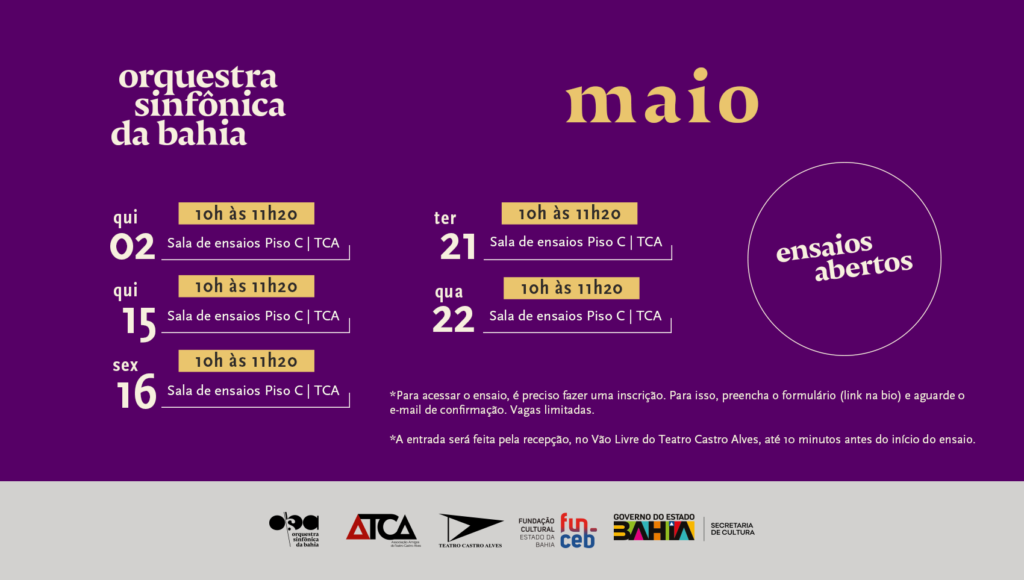 orquestra
sinfônica
da bahia
maio
qui
02
10h às 11h20
Sala de ensaios Piso C | TCA
qui
15
10h às 11h20
Sala de ensaios Piso C | TCA
sex
16
10h às 11h20
Sala de ensaios Piso C | TCA
ter
21
10h às 11h20
Sala de ensaios Piso C | TCA
qua
22
10h às 11h20
Sala de ensaios Piso C | TCA
ensaios
abertos
*Para acessar o ensaio, é preciso fazer uma inscrição. Para isso, preencha o formulário (link na bio) e aguarde o
e-mail de confirmação. Vagas limitadas.
*A entrada será feita pela recepção, no Vão Livre do Teatro Castro Alves, até 10 minutos antes do início do ensaio.
orquestra
sinfônica
da bahia
ATCA
TEATRO CASTRO ALVES
FUNDAÇÃO
CULTURAL
ESTADO DA
BAHIA
fun-
ceb
GOVERNO DO ESTADO
BAHIA
SECRETARIA
DE CULTURA